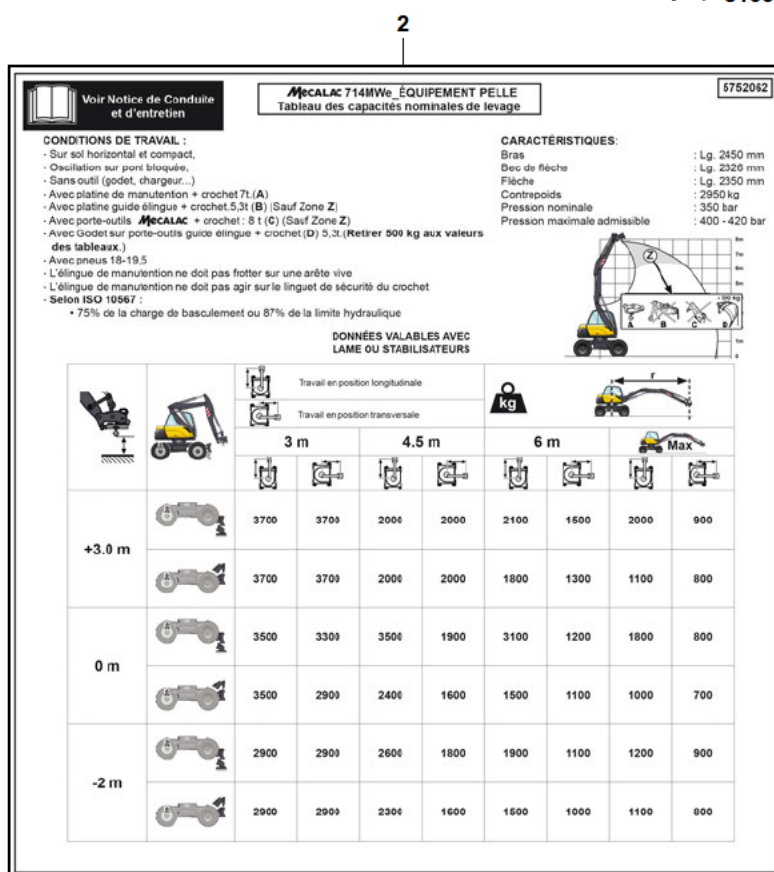 2
Voir Notice de Conduite
et d'entretien
MECALAC 714MWe_ÉQUIPEMENT PELLE
Tableau des capacités nominales de levage
5752062
CONDITIONS DE TRAVAIL :
- Sur sol horizontal et compact,
- Oscillation sur pont bloquée,
- Sans outil (godet, chargeur...)
- Avec platine de manutention + crochet 7t.(A)
- Avec platine guide élingue + crochet.5,3t (B) (Sauf Zone Z)
- Avec porte-outils MECALAC + crochet : 8 t (C) (Sauf Zone Z)
- Avec Godet sur porte-outils guide élingue + crochet (D) 5,3t.(Retirer 500 kg aux valeurs
des tableaux.)
- Avec pneus 18-19,5
- L'élingue de manutention ne doit pas frotter sur une arête vive
- L'élingue de manutention ne doit pas agir sur le linguet de sécurité du crochet
- Selon ISO 10567 :
• 75% de la charge de basculement ou 87% de la limite hydraulique
CARACTÉRISTIQUES:
Bras : Lg. 2450 mm
Bec de flèche : Lg. 2326 mm
Flèche : Lg. 2350 mm
Contrepoids : 2950 kg
Pression nominale : 350 bar
Pression maximale admissible : 400 - 420 bar
8m
7m
6m
5m
Z
A B C D
1m
0
DONNÉES VALABLES AVEC
LAME OU STABILISATEURS
Travail en position longitudinale
Travail en position transversale
kg
r
3 m 4.5 m 6 m Max
+3.0 m
3700 3700 2000 2000 2100 1500 2000 900
3700 3700 2000 2000 1800 1300 1100 800
0 m
3500 3300 3500 1900 3100 1200 1800 800
3500 2900 2400 1600 1500 1100 1000 700
-2 m
2900 2900 2600 1800 1900 1100 1200 900
2900 2900 2300 1600 1500 1000 1100 800